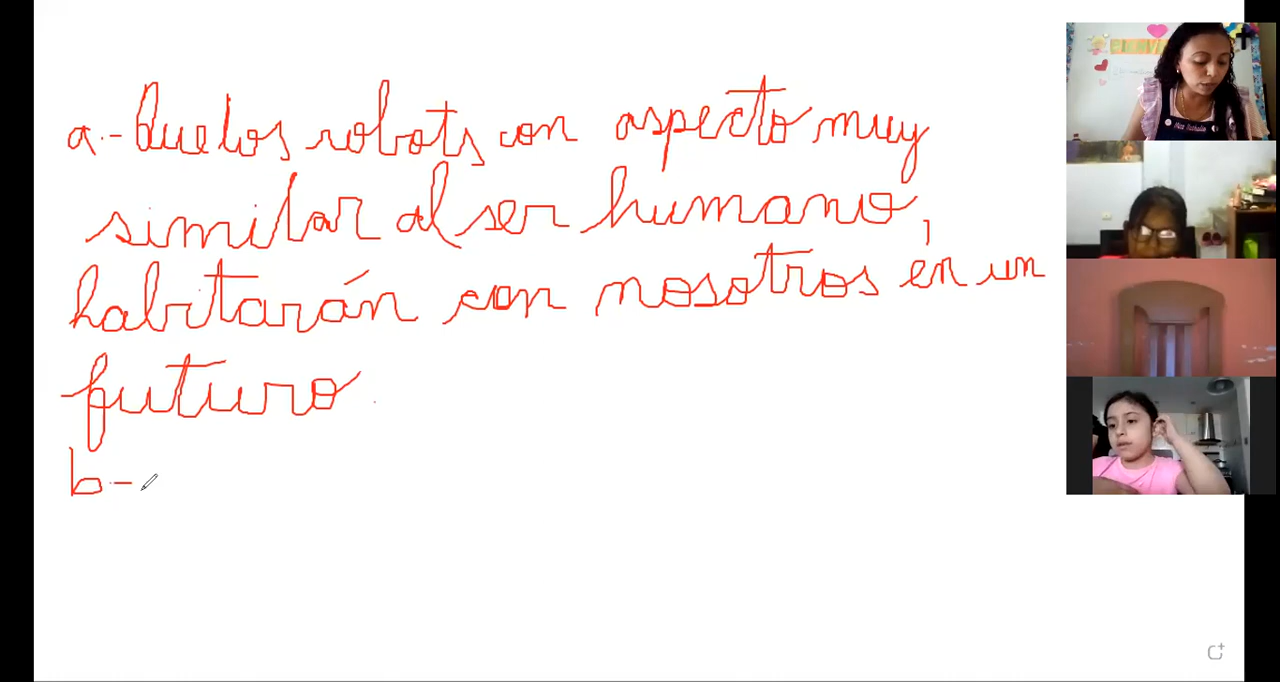 a.- Que los robots con aspecto muy
similar al ser humano,
habitarán con nosotros en un
futuro.
b.-